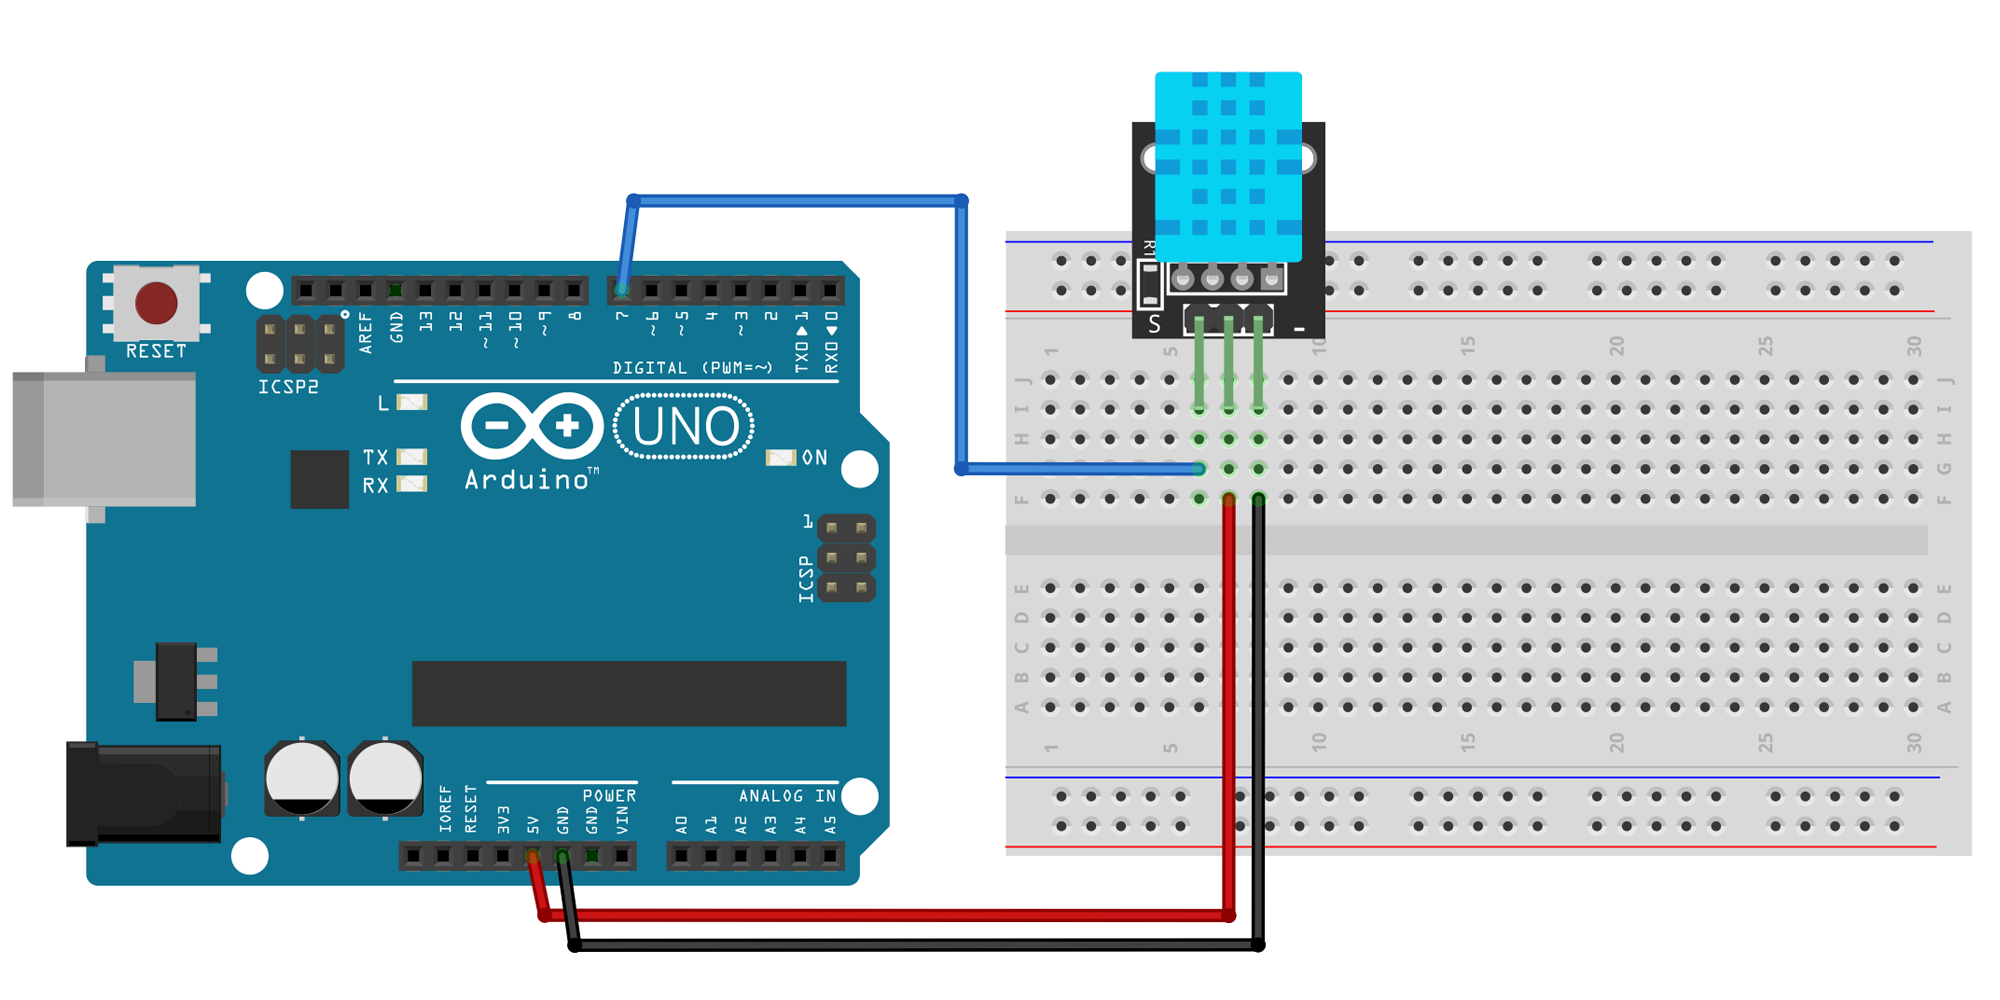 RESET
ICSP2
AREF
GND
13
12
~11
~10
~9
8
7
~6
~5
4
~3
2
TX0▶1
RX0◀0
DIGITAL (PWM=~)
L
TX
RX
Arduino™
UNO
ON
1
ICSP
IOREF
RESET
3V3
5V
GND
GND
VIN
POWER
ANALOG IN
A0
A1
A2
A3
A4
A5
S
-
1 5 10 15 20 25 30
J J
I I
H H
G G
F F
E E
D D
C C
B B
A A
1 5 10 15 20 25 30